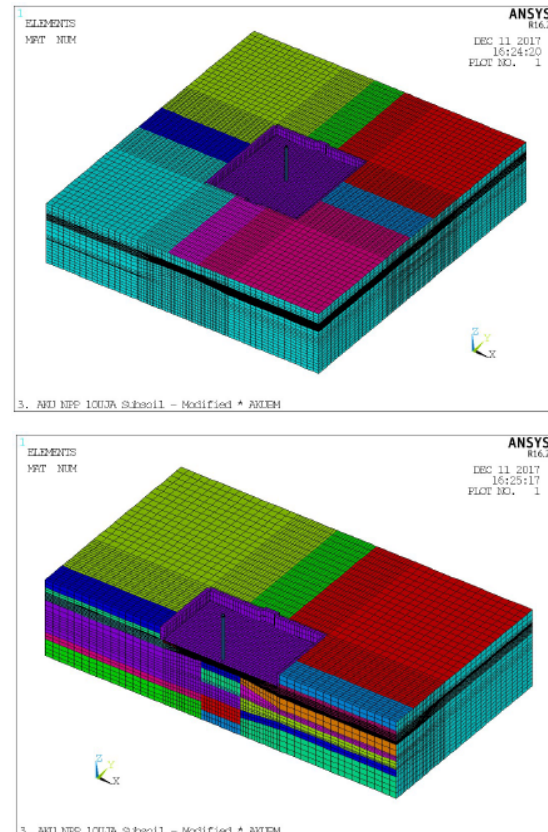 1
ELEMENTS
MAT NUM
ANSYS
R16.2
DEC 11 2017
16:24:20
PLOT NO. 1
Z
Y
X
3. AKU NPP 10UJA Subsoil - Modified * AKUBM
1
ELEMENTS
MAT NUM
ANSYS
R16.2
DEC 11 2017
16:25:17
PLOT NO. 1
Z
Y
X
3. AKU NPP 10UJA Subsoil - Modified * AKUBM